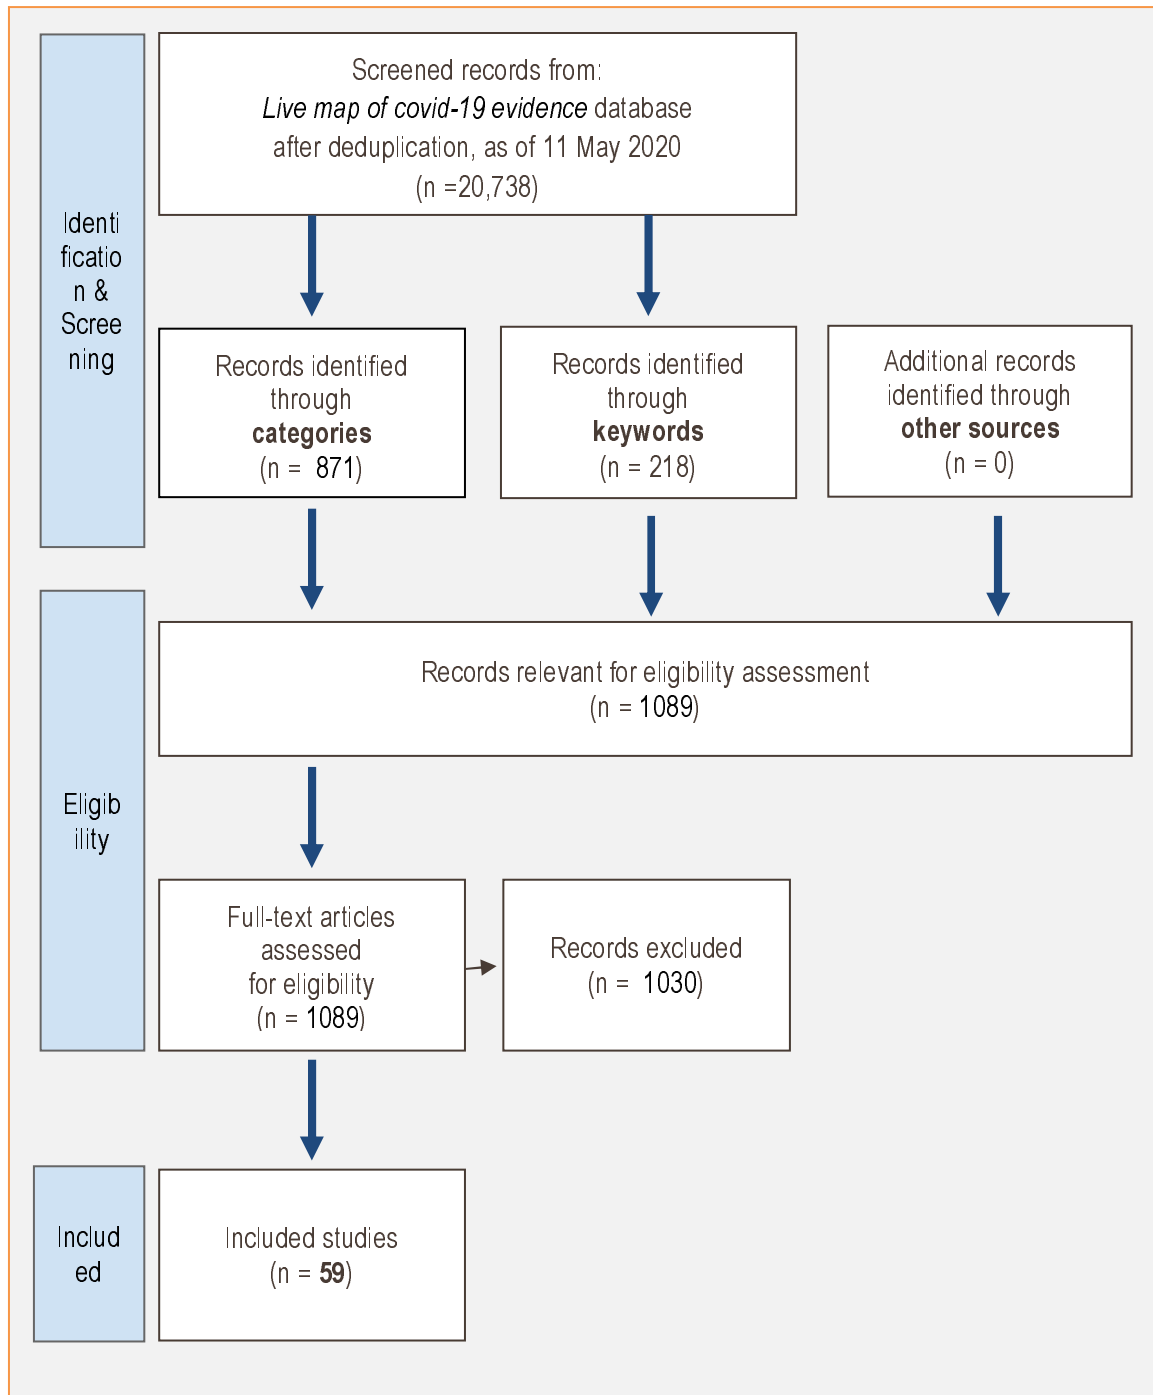 Identi
ficatio
n &
Scree
ning
Screened records from:
Live map of covid-19 evidence database
after deduplication, as of 11 May 2020
(n =20,738)
Records identified
through
categories
(n =  871)
Records identified
through
keywords
(n = 218)
Additional records
identified through
other sources
(n = 0)
Eligib
ility
Records relevant for eligibility assessment
(n = 1089)
Full-text articles
assessed
for eligibility
(n = 1089)
Records excluded
(n =  1030)
Includ
ed
Included studies
(n = 59)